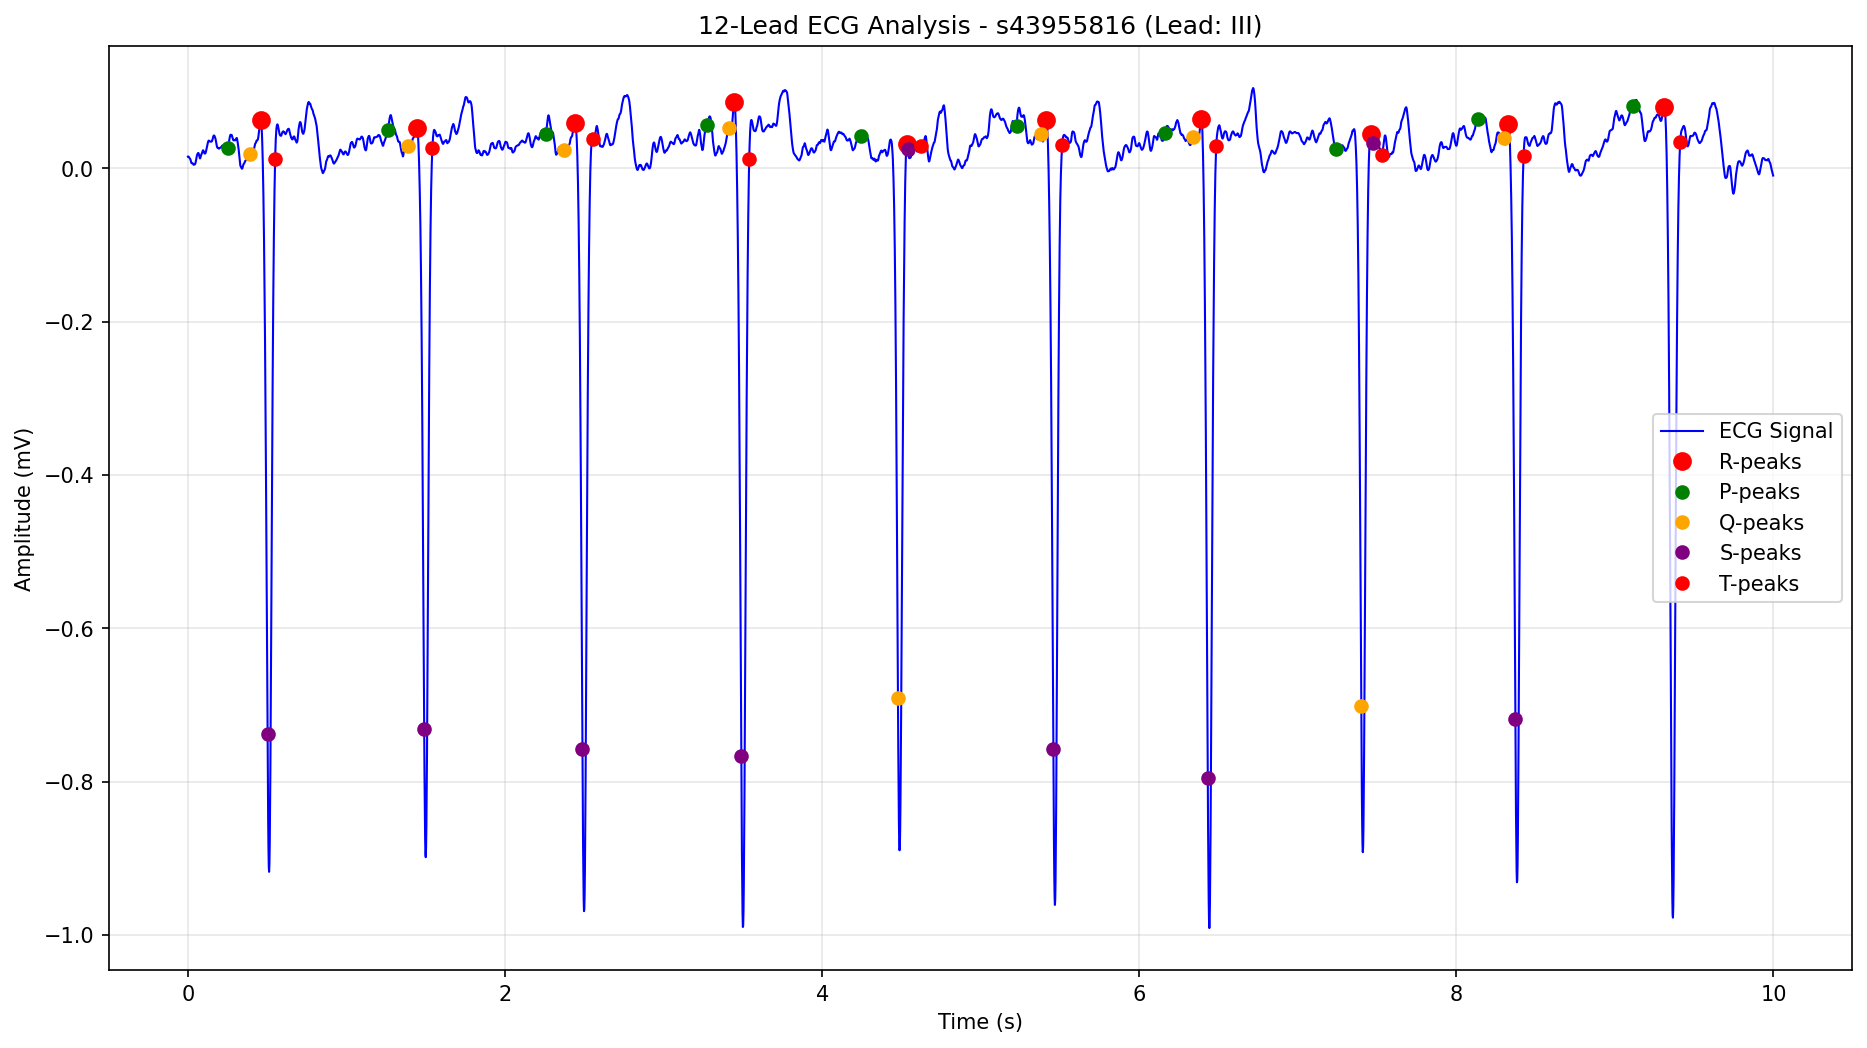 12-Lead ECG Analysis - s43955816 (Lead: III)
Amplitude (mV)
0.0
−0.2
−0.4
−0.6
−0.8
−1.0
ECG Signal
R-peaks
P-peaks
Q-peaks
S-peaks
T-peaks
0 2 4 6 8 10
Time (s)